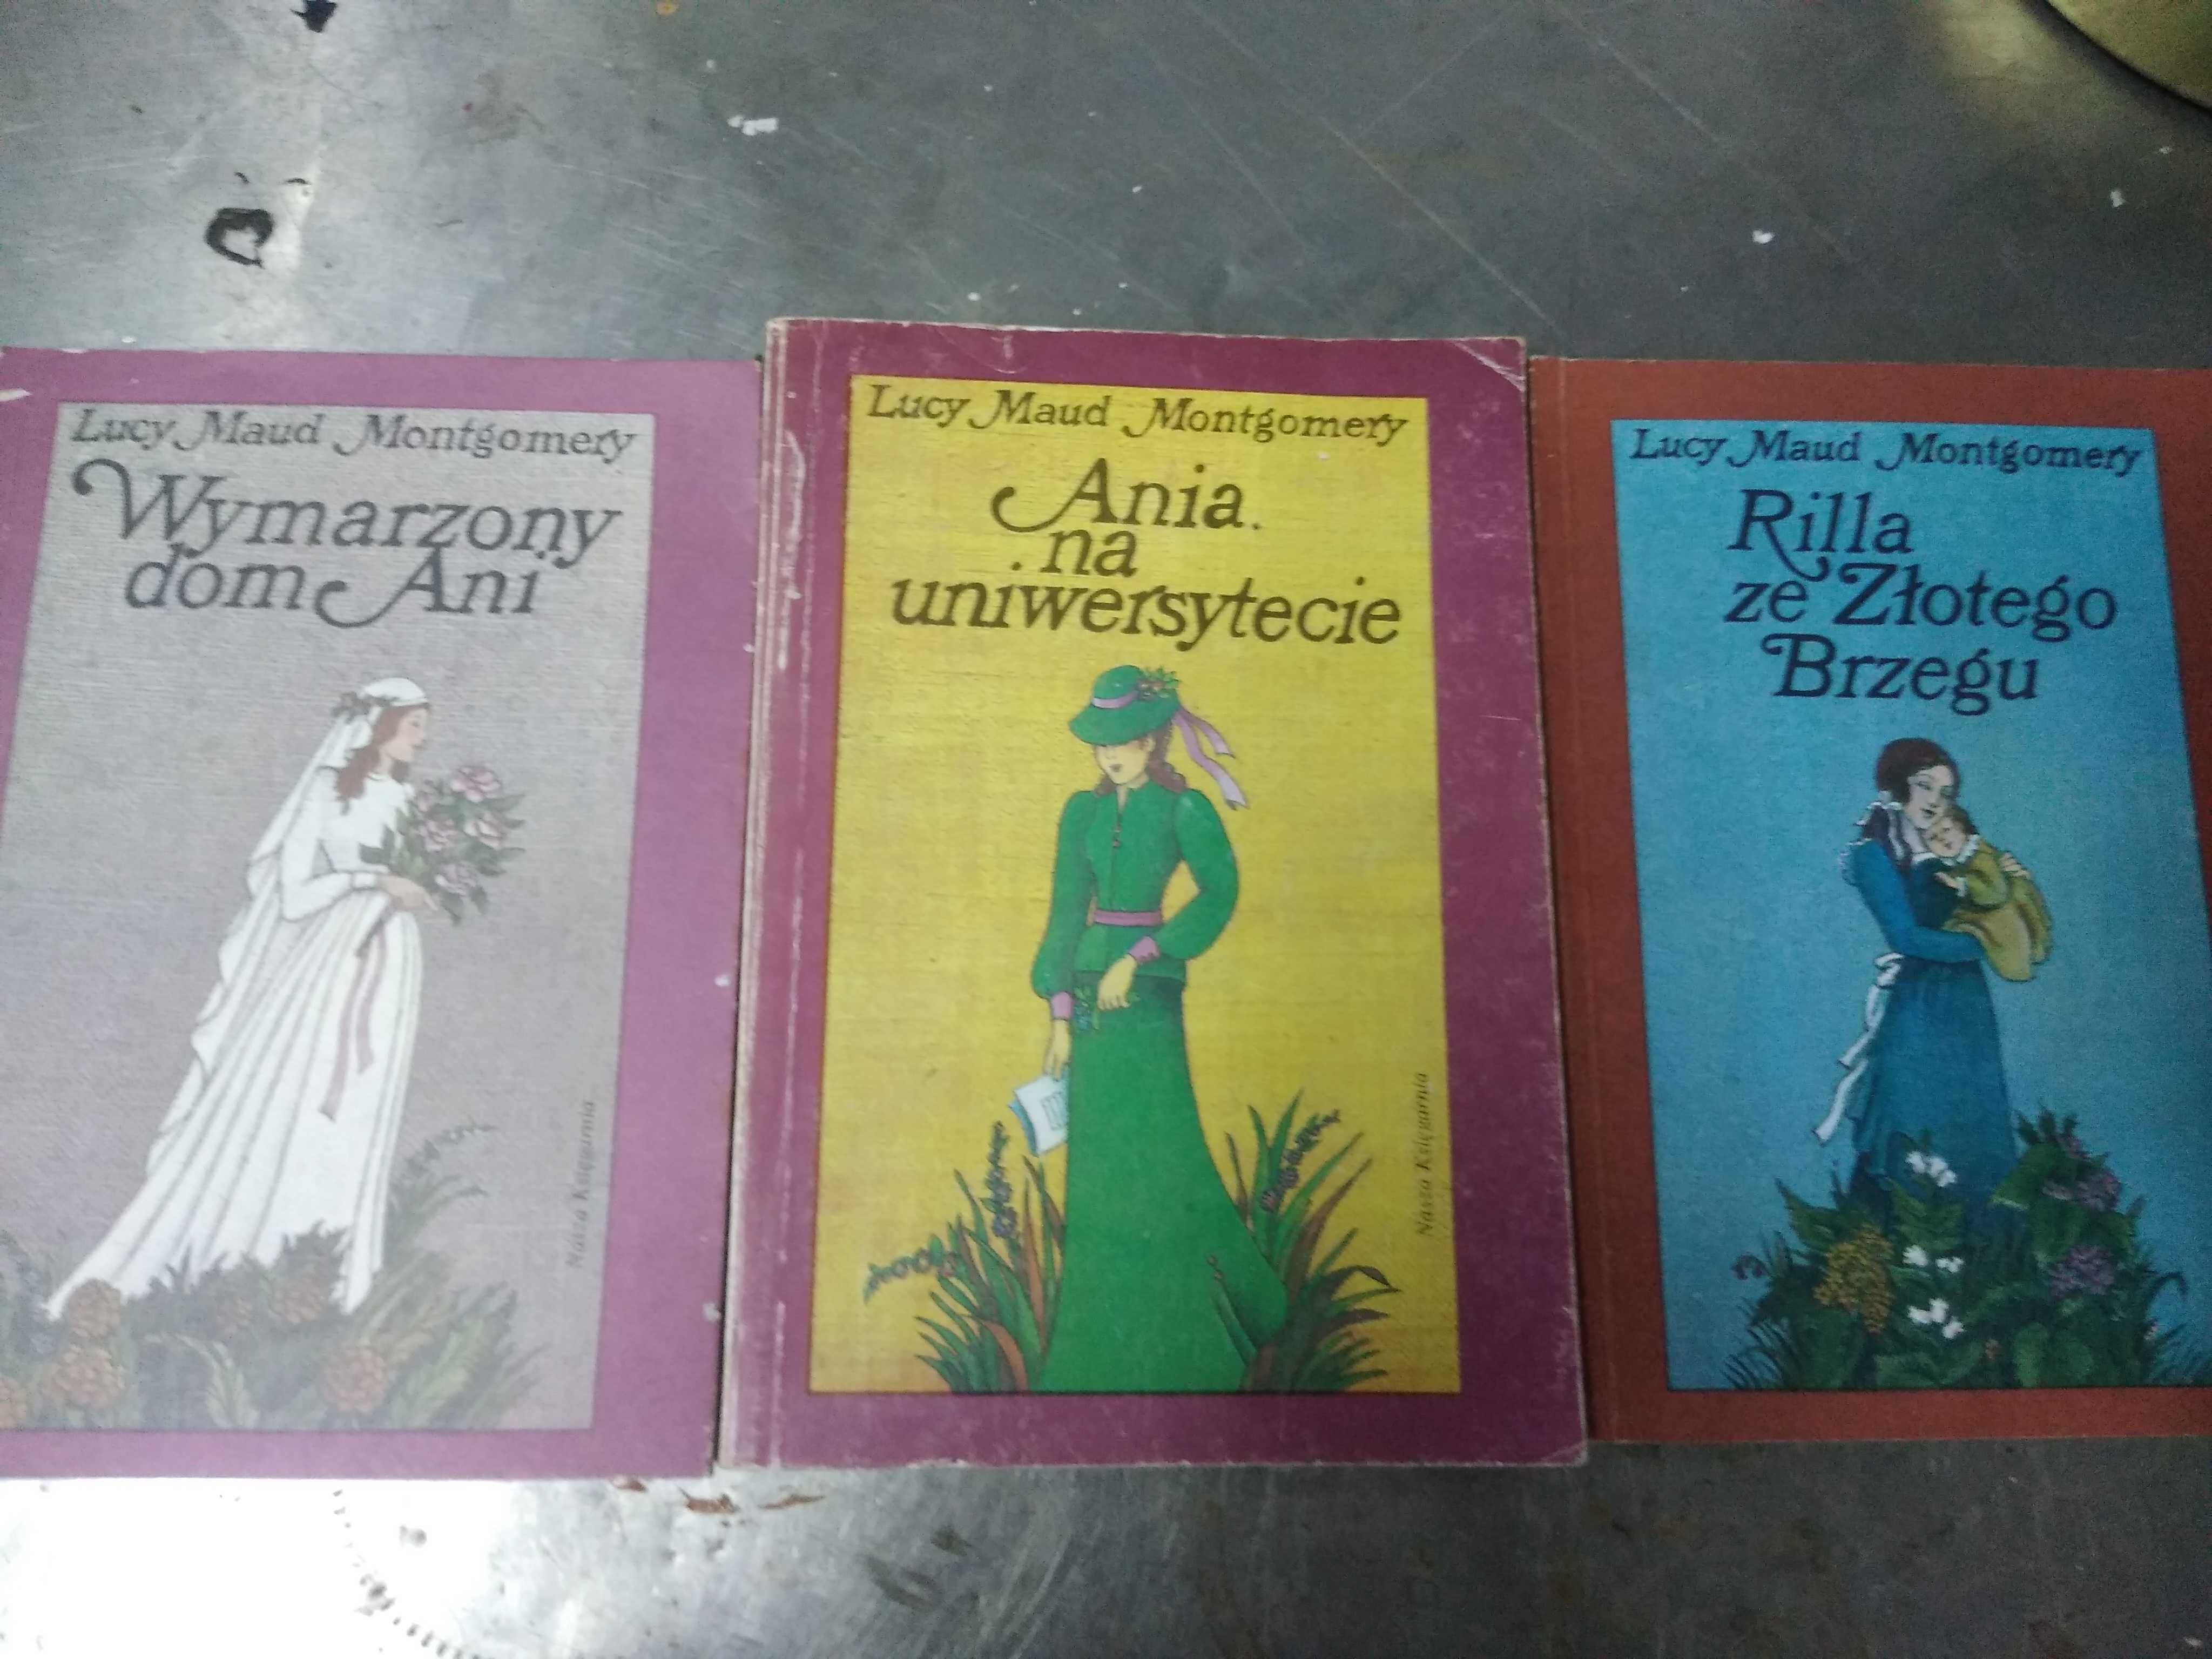 Lucy Maud Montgomery
Wymarzony
dom Ani
Nasza Księgarnia
Lucy Maud Montgomery
Ania
na
uniwersytecie
Nasza Księgarnia
Lucy Maud Montgomery
Rilla
ze Złotego
Brzegu